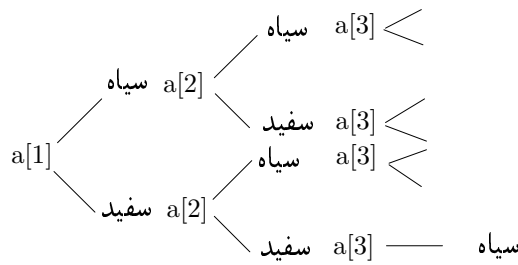 سیاه a[3]
سیاه a[2]
سفید a[3]
a[1]
سیاه a[3]
سفید a[2]
سفید a[3] سیاه